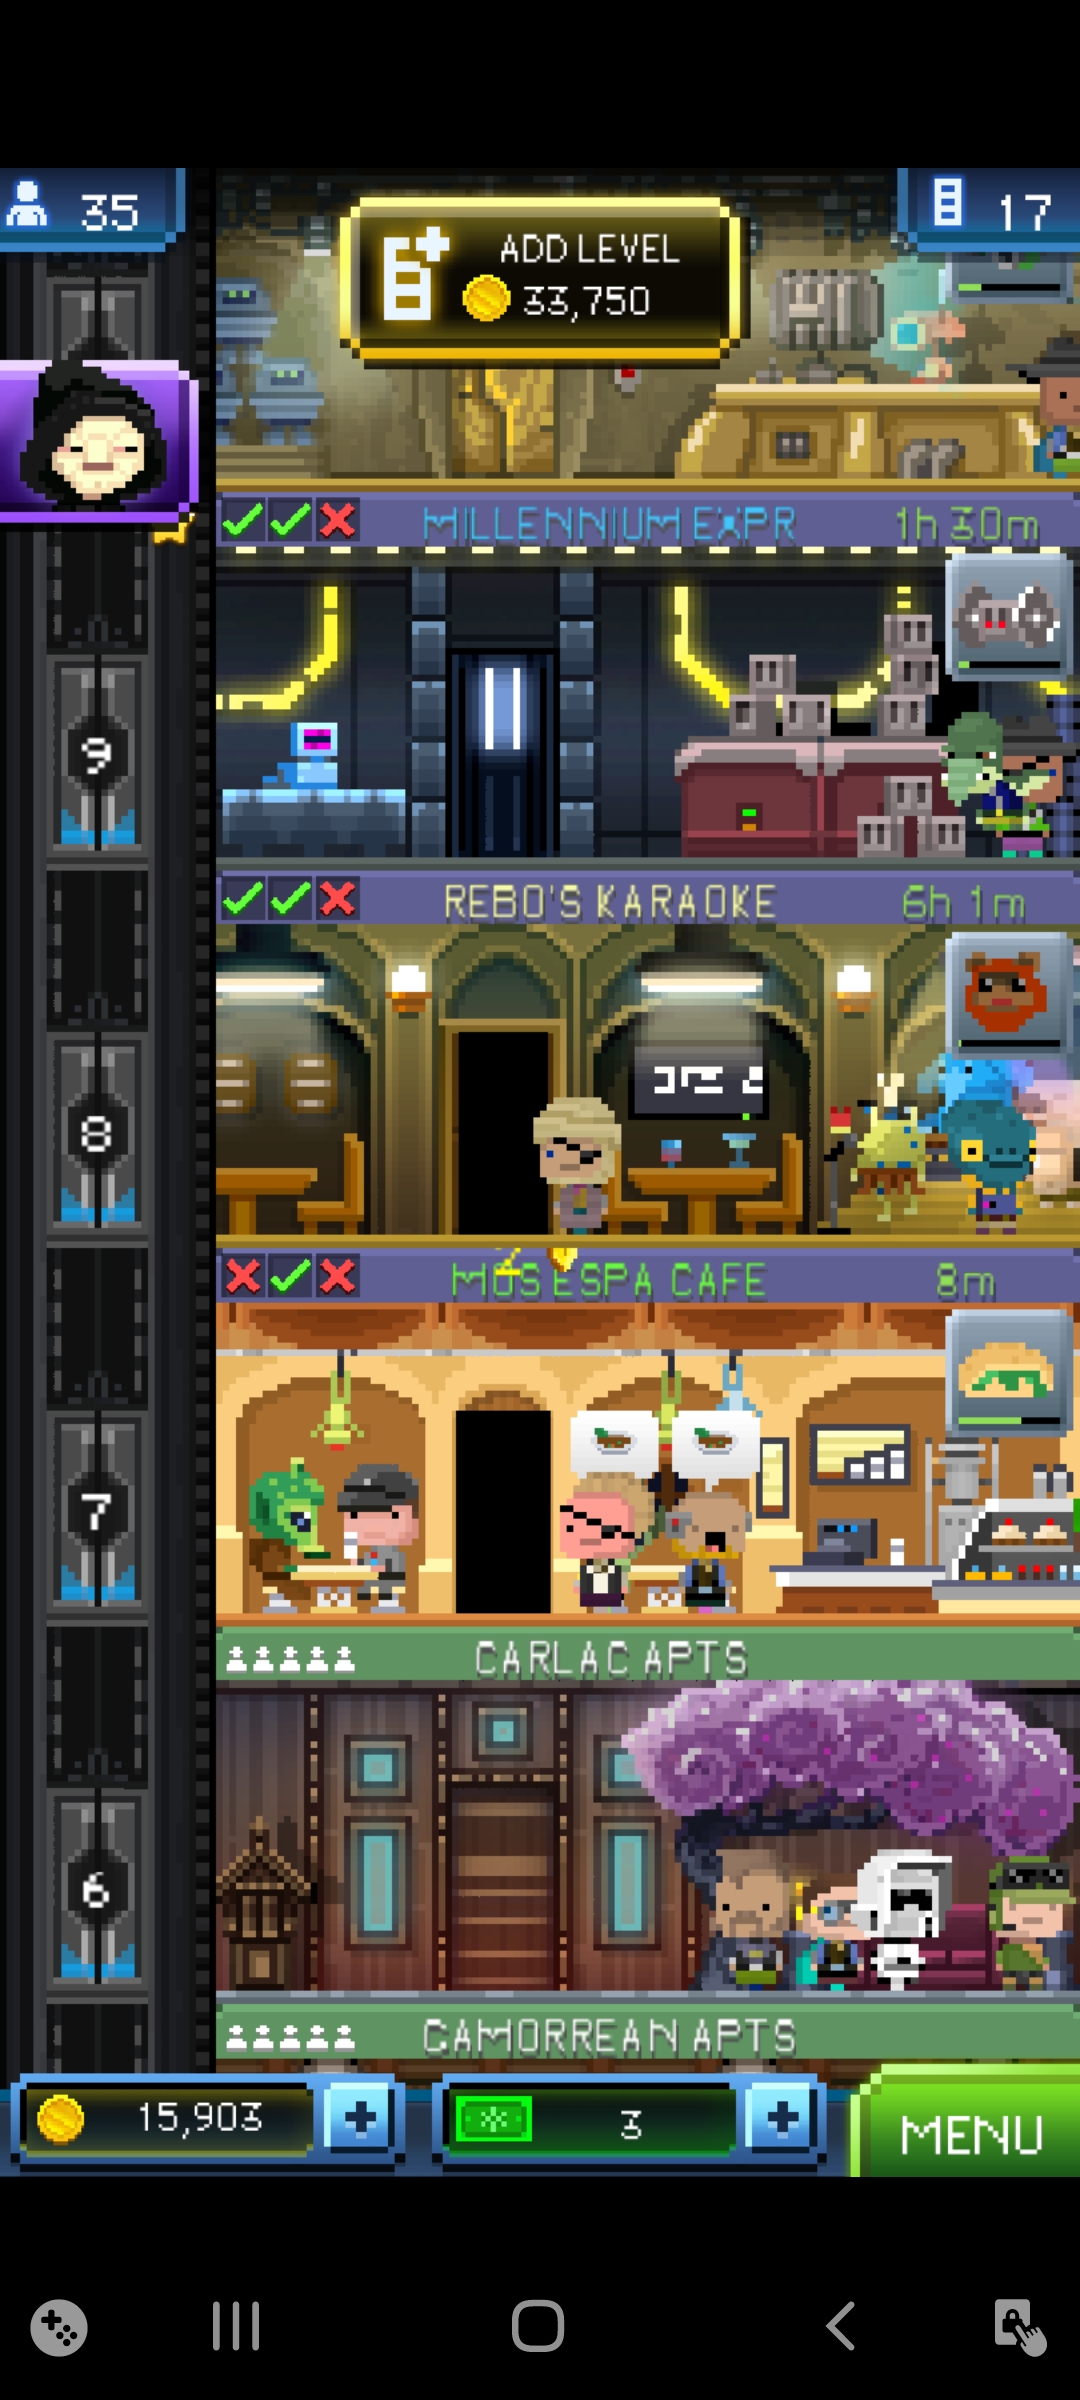 35
ADD LEVEL
33,750
17
MILLENNIUM EXPR
1h 30m
9
REBO'S KARAOKE
6h 1m
8
MOS ESPA CAFE
8m
7
CARLAC APTS
6
GAMORREAN APTS
15,903
+
3
+
MENU